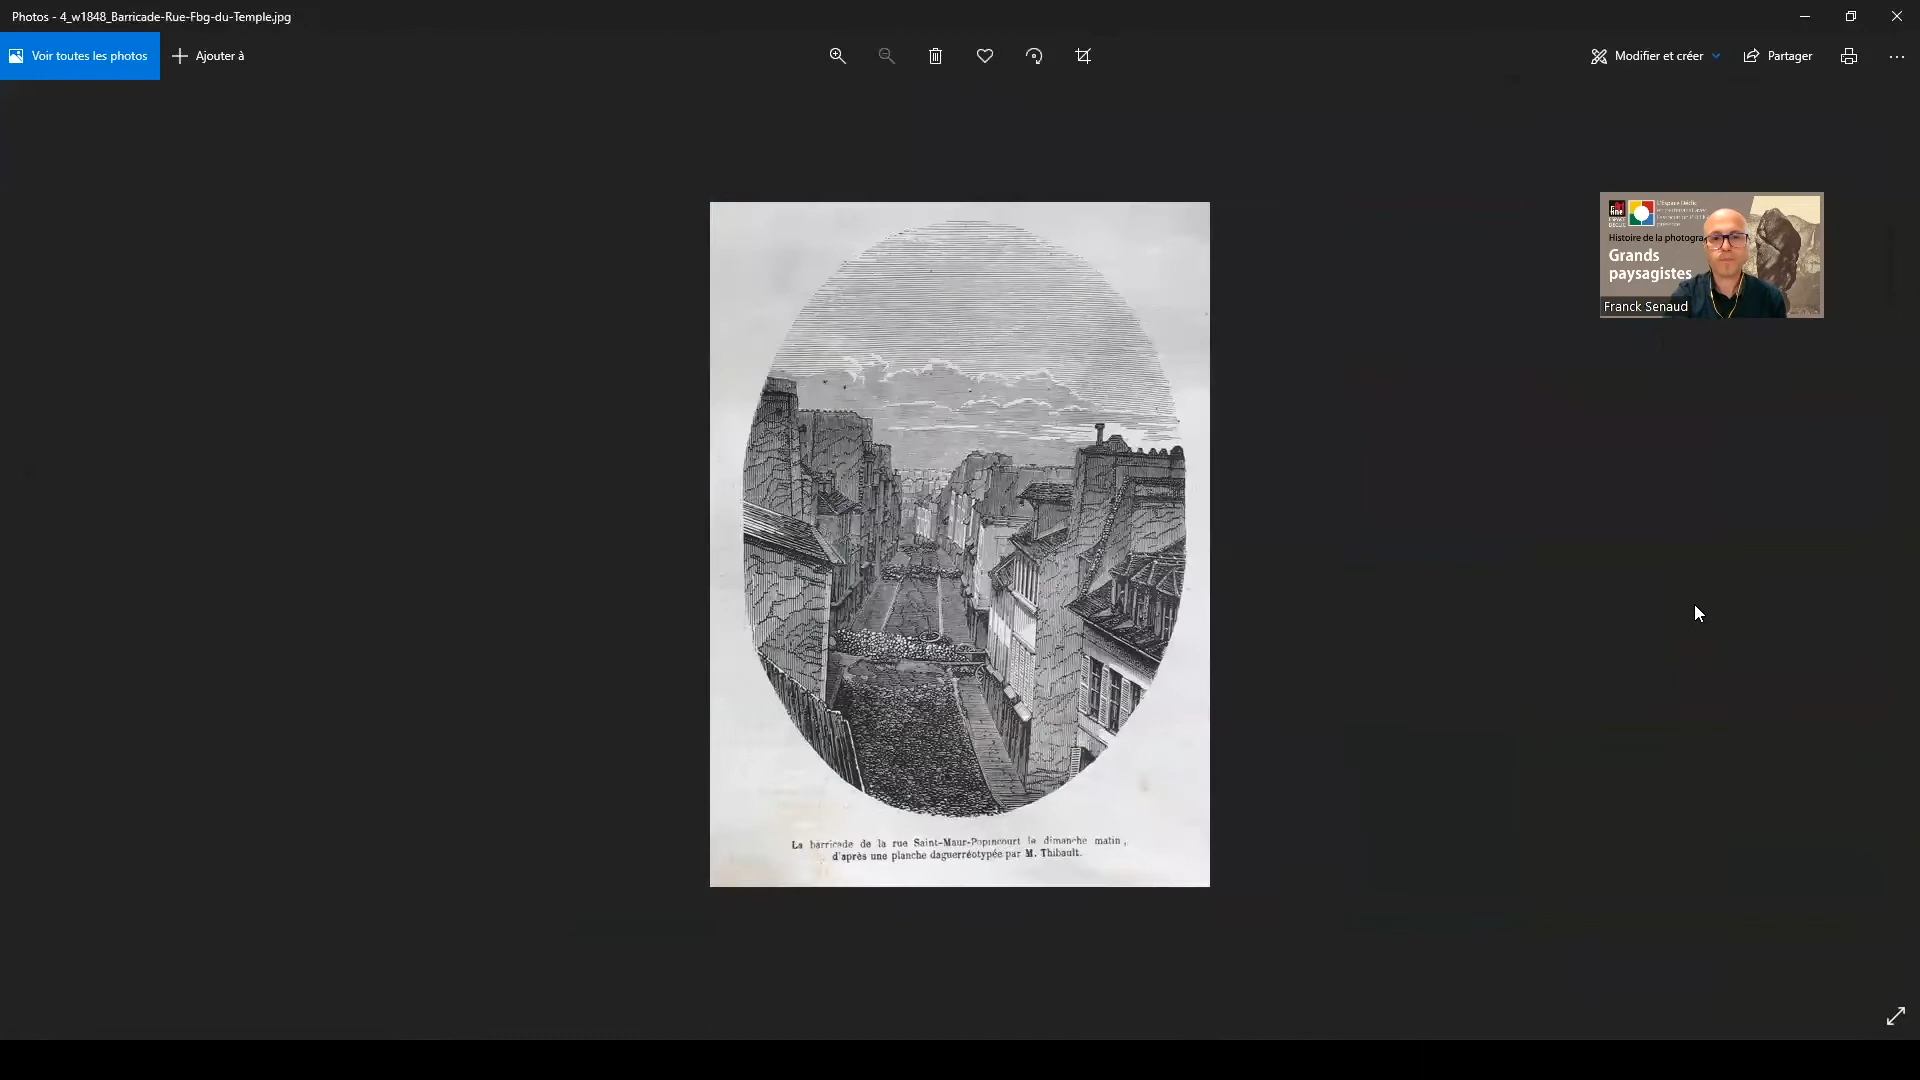 Photos - 4_w1848_Barricade-Rue-Fbg-du-Temple.jpg
Voir toutes les photos
Ajouter à
Modifier et créer
Partager
L'Espace Déclic
Histoire de la photogra
Grands
paysagistes
Franck Senaud
La barricade de la rue Saint-Maur-Popincourt le dimanche matin,
d'après une planche daguerréotypée par M. Thibault.